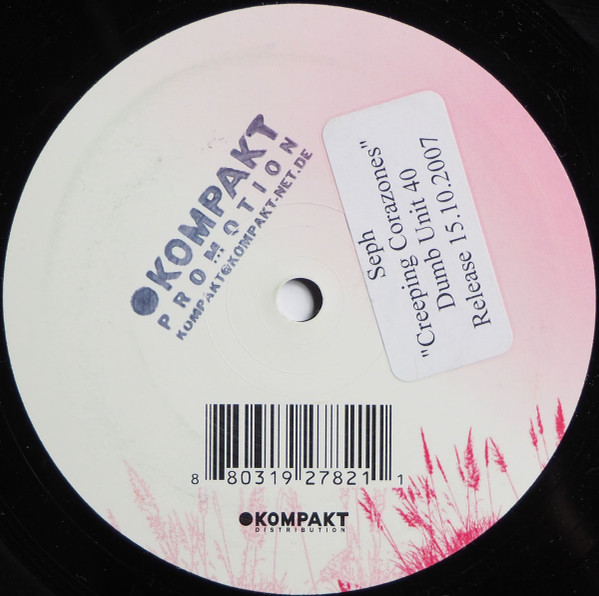 KOMPAKT
PROMOTION
KOMPAKT@KOMPAKT-NET.DE
Seph
"Creeping Corazones"
Dumb Unit 40
Release 15.10.2007
8 80319 27821 1
KOMPAKT
DISTRIBUTION